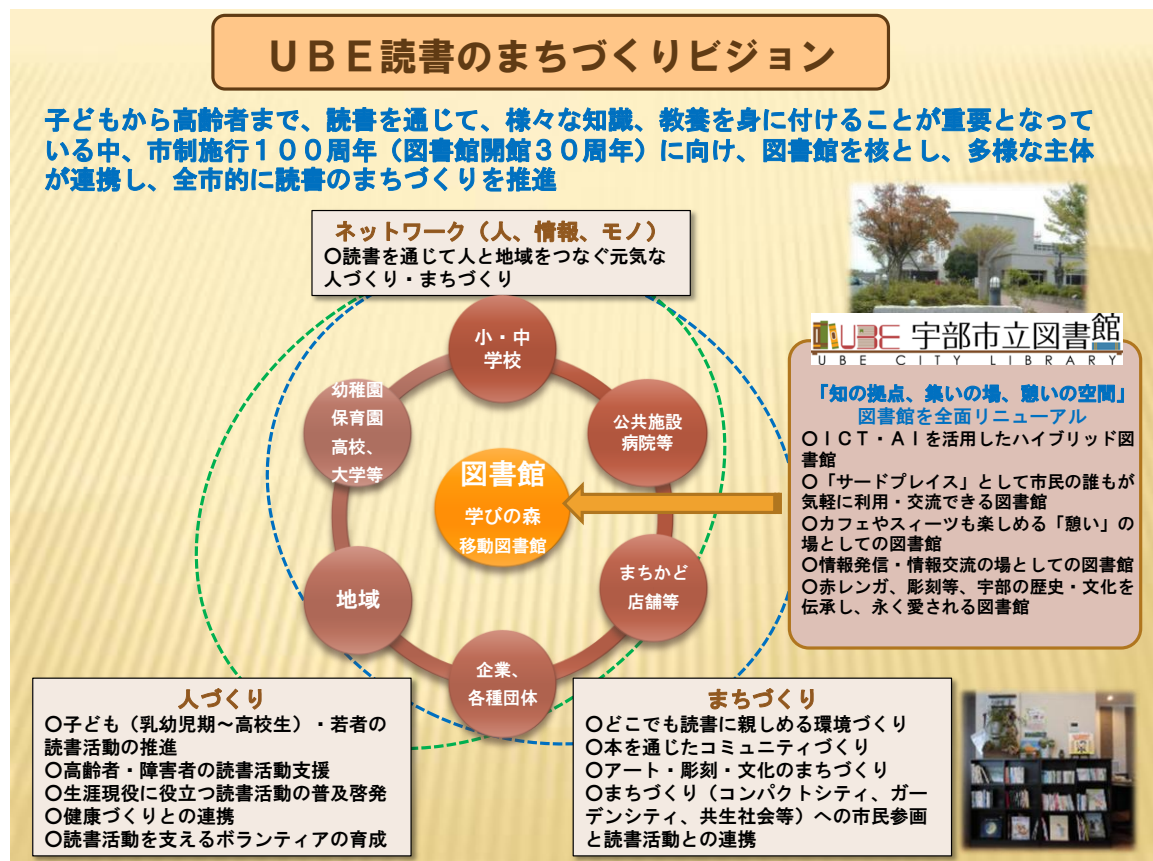 UBE読書のまちづくりビジョン
子どもから高齢者まで、読書を通じて、様々な知識、教養を身に付けることが重要となって
いる中、市制施行100周年（図書館開館30周年）に向け、図書館を核とし、多様な主体
が連携し、全市的に読書のまちづくりを推進
ネットワーク（人、情報、モノ）
○読書を通じて人と地域をつなぐ元気な
人づくり・まちづくり
小・中
学校
幼稚園
保育園
高校、
大学等
公共施設
病院等
図書館
学びの森
移動図書館
地域
まちかど
店舗等
企業、
各種団体
UBE 宇部市立図書館
UBE CITY LIBRARY
「知の拠点、集いの場、憩いの空間」
図書館を全面リニューアル
○ICT・AIを活用したハイブリッド図
書館
○「サードプレイス」として市民の誰もが
気軽に利用・交流できる図書館
○カフェやスィーツも楽しめる「憩い」の
場としての図書館
○情報発信・情報交流の場としての図書館
○赤レンガ、彫刻等、宇部の歴史・文化を
伝承し、永く愛される図書館
人づくり
○子ども（乳幼児期～高校生）・若者の
読書活動の推進
○高齢者・障害者の読書活動支援
○生涯現役に役立つ読書活動の普及啓発
○健康づくりとの連携
○読書活動を支えるボランティアの育成
まちづくり
○どこでも読書に親しめる環境づくり
○本を通じたコミュニティづくり
○アート・彫刻・文化のまちづくり
○まちづくり（コンパクトシティ、ガー
デンシティ、共生社会等）への市民参画
と読書活動との連携